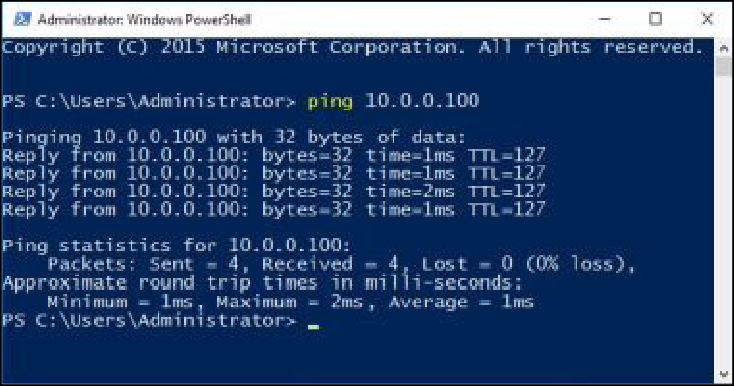 Administrator: Windows PowerShell
Copyright (C) 2015 Microsoft Corporation. All rights reserved.
PS C:\Users\Administrator> ping 10.0.0.100
Pinging 10.0.0.100 with 32 bytes of data:
Reply from 10.0.0.100: bytes=32 time=1ms TTL=127
Reply from 10.0.0.100: bytes=32 time=1ms TTL=127
Reply from 10.0.0.100: bytes=32 time=2ms TTL=127
Reply from 10.0.0.100: bytes=32 time=1ms TTL=127
Ping statistics for 10.0.0.100:
    Packets: Sent = 4, Received = 4, Lost = 0 (0% loss),
Approximate round trip times in milli-seconds:
    Minimum = 1ms, Maximum = 2ms, Average = 1ms
PS C:\Users\Administrator> _